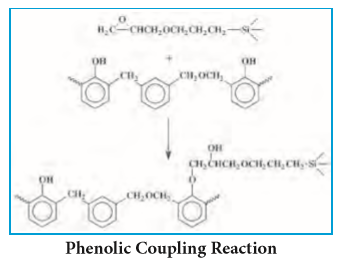 O
H₂C—CHCH₂OCH₂CH₂CH₂—Si
+
OH OH
CH₂ CH₂OCH₂
OH
CH₂CHCH₂OCH₂CH₂CH₂-Si
OH O
CH₂ CH₂OCH₂
Phenolic Coupling Reaction